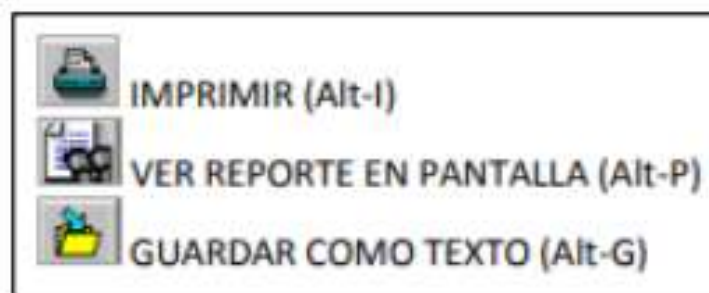 IMPRIMIR (Alt-I)
VER REPORTE EN PANTALLA (Alt-P)
GUARDAR COMO TEXTO (Alt-G)